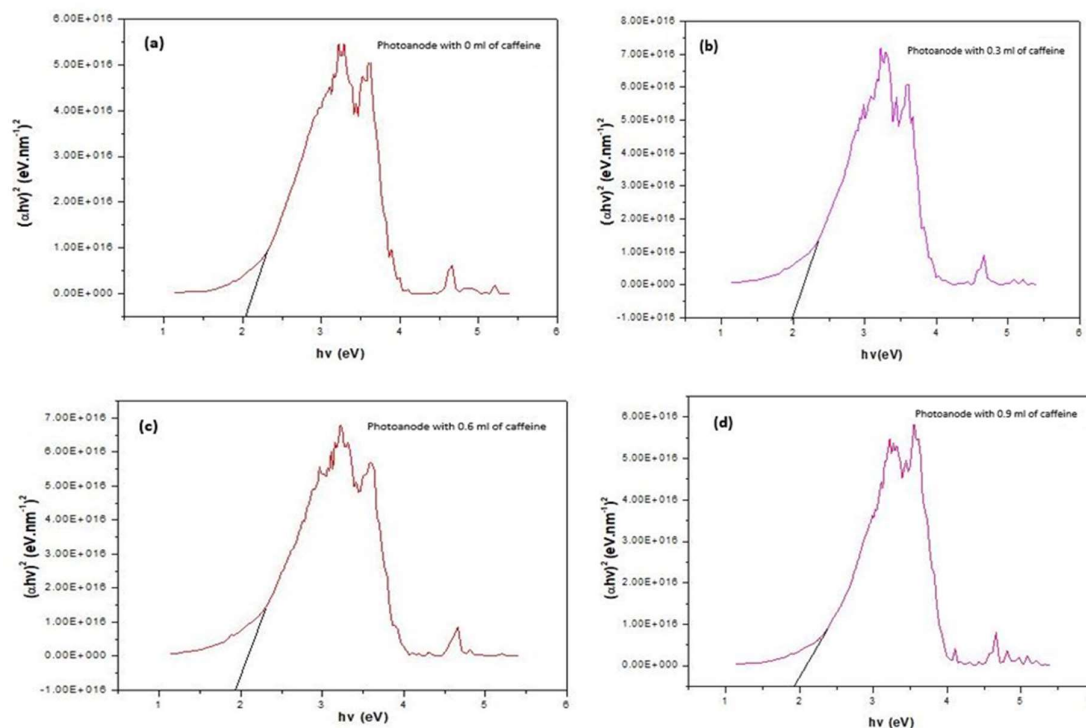 (a)
Photoanode with 0 ml of caffeine
6.00E+016
5.00E+016
4.00E+016
3.00E+016
2.00E+016
1.00E+016
0.00E+000
(αhν)² (eV.nm⁻¹)²
1 2 3 4 5 6
hν (eV)
(b)
Photoanode with 0.3 ml of caffeine
8.00E+016
7.00E+016
6.00E+016
5.00E+016
4.00E+016
3.00E+016
2.00E+016
1.00E+016
0.00E+000
-1.00E+016
(αhν)² (eV.nm⁻¹)²
1 2 3 4 5 6
hν(eV)
(c)
Photoanode with 0.6 ml of caffeine
7.00E+016
6.00E+016
5.00E+016
4.00E+016
3.00E+016
2.00E+016
1.00E+016
0.00E+000
-1.00E+016
(αhν)² (eV.nm⁻¹)²
1 2 3 4 5 6
hν (eV)
(d)
Photoanode with 0.9 ml of caffeine
6.00E+016
5.00E+016
4.00E+016
3.00E+016
2.00E+016
1.00E+016
0.00E+000
(αhν)² (eV.nm⁻¹)²
1 2 3 4 5
hν (eV)